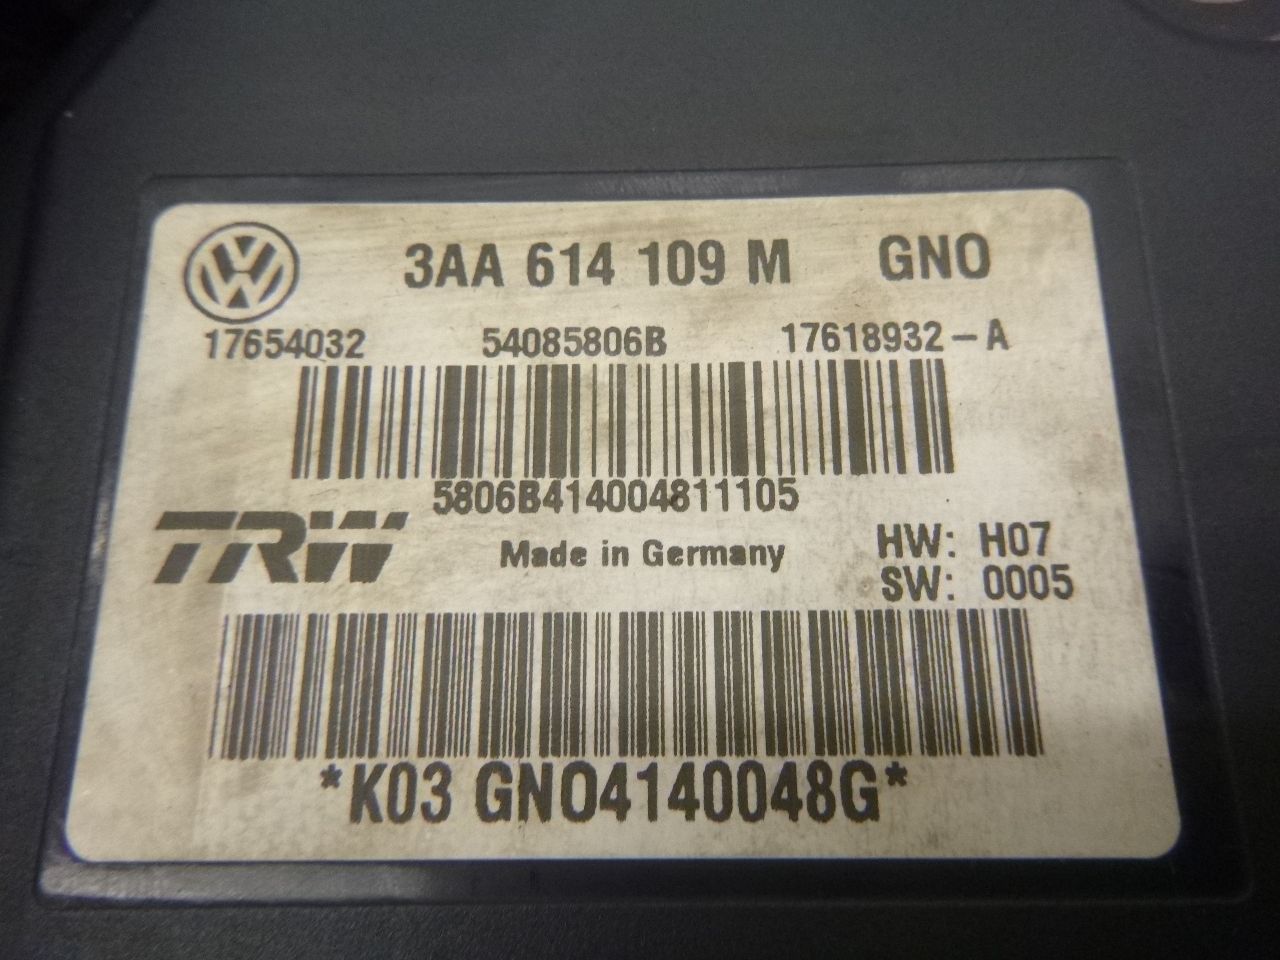 3AA 614 109 M GNO
17654032 54085806B 17618932-A
5806B414004811105
TRW Made in Germany HW: H07
SW: 0005
*K03 GNO4140048G*